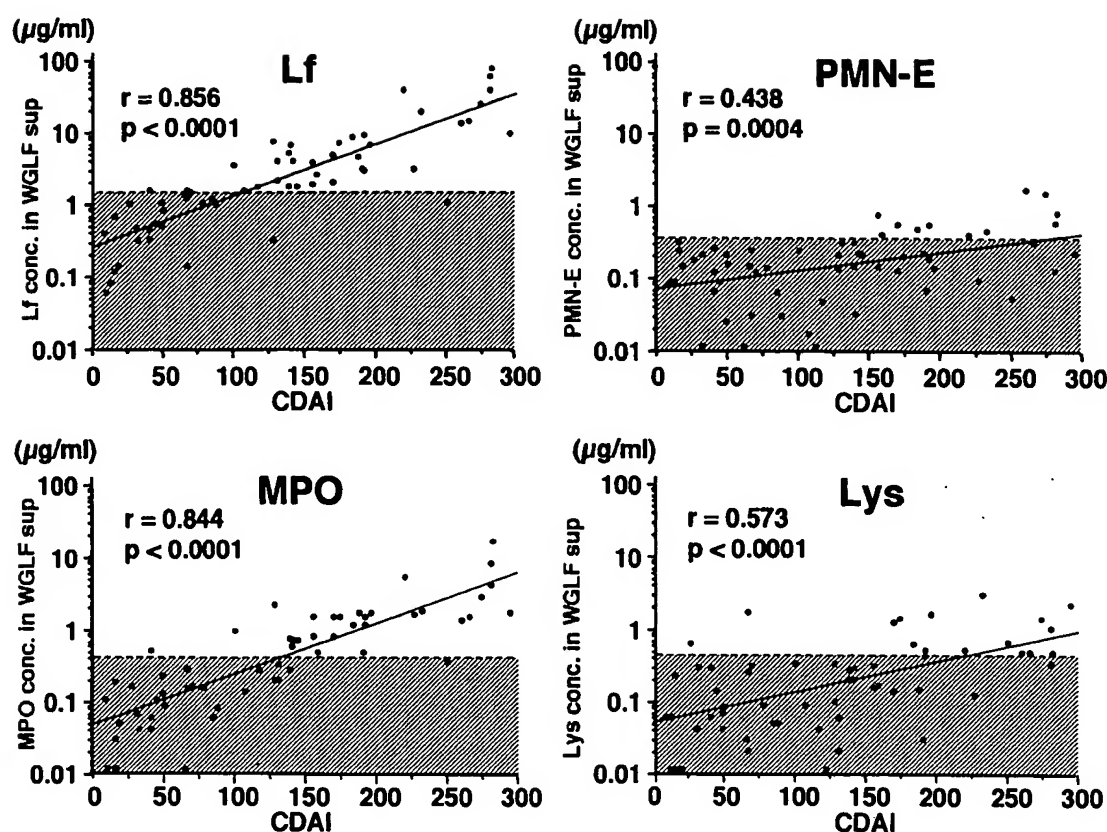 (µg/ml)
Lf
r = 0.856
p < 0.0001
Lf conc. in WGLF sup
100
10
1
0.1
0.01
0 50 100 150 200 250 300
CDAI
(µg/ml)
PMN-E
r = 0.438
p = 0.0004
PMN-E conc. in WGLF sup
100
10
1
0.1
0.01
0 50 100 150 200 250 300
CDAI
(µg/ml)
MPO
r = 0.844
p < 0.0001
MPO conc. in WGLF sup
100
10
1
0.1
0.01
0 50 100 150 200 250 300
CDAI
(µg/ml)
Lys
r = 0.573
p < 0.0001
Lys conc. in WGLF sup
100
10
1
0.1
0.01
0 50 100 150 200 250 300
CDAI